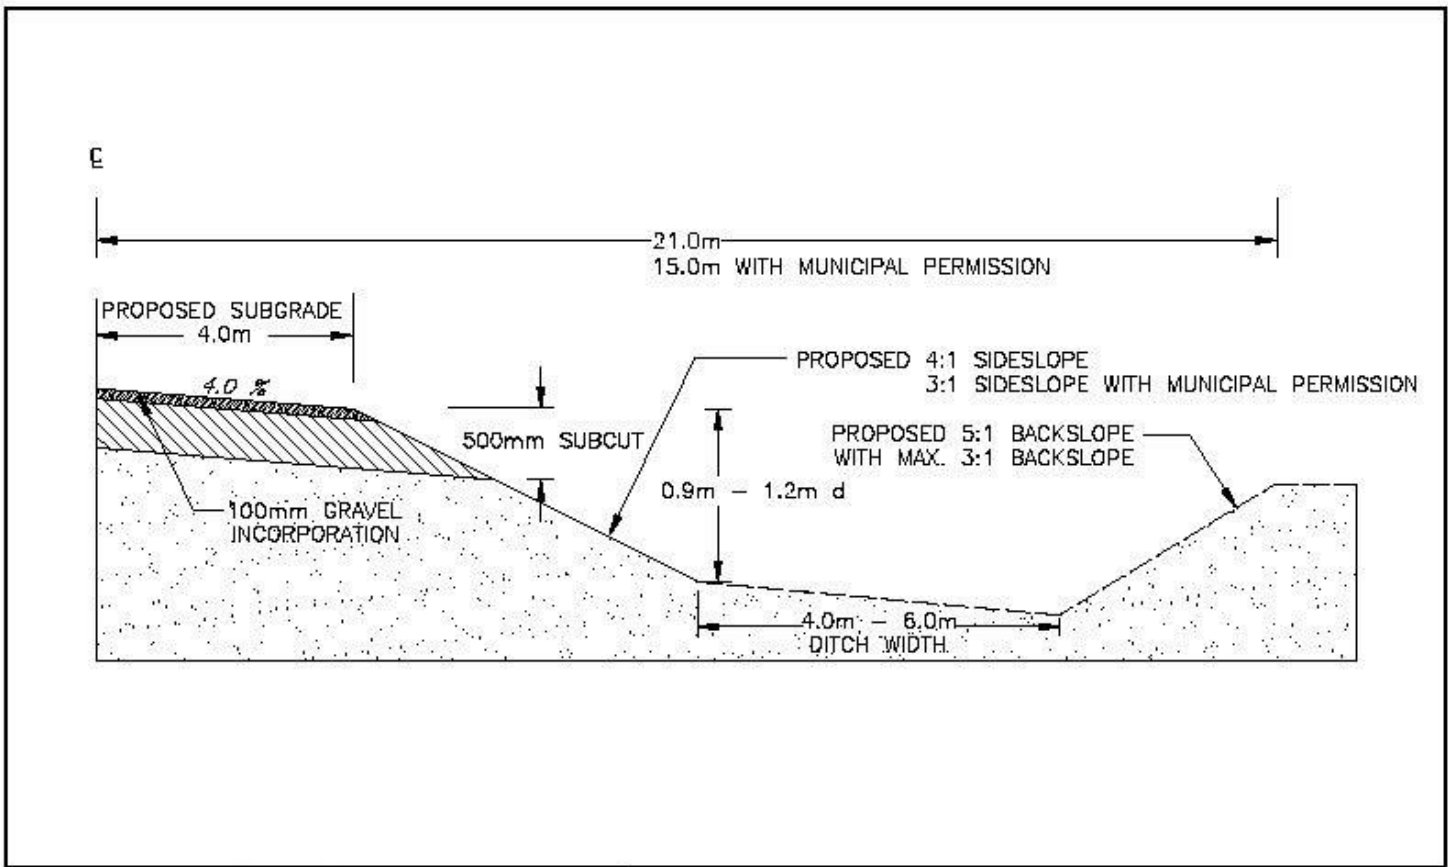 ℄
21.0m
15.0m WITH MUNICIPAL PERMISSION
PROPOSED SUBGRADE
4.0m
4.0 %
PROPOSED 4:1 SIDESLOPE
3:1 SIDESLOPE WITH MUNICIPAL PERMISSION
500mm SUBCUT
PROPOSED 5:1 BACKSLOPE
WITH MAX. 3:1 BACKSLOPE
0.9m - 1.2m d
100mm GRAVEL
INCORPORATION
4.0m - 6.0m
DITCH WIDTH